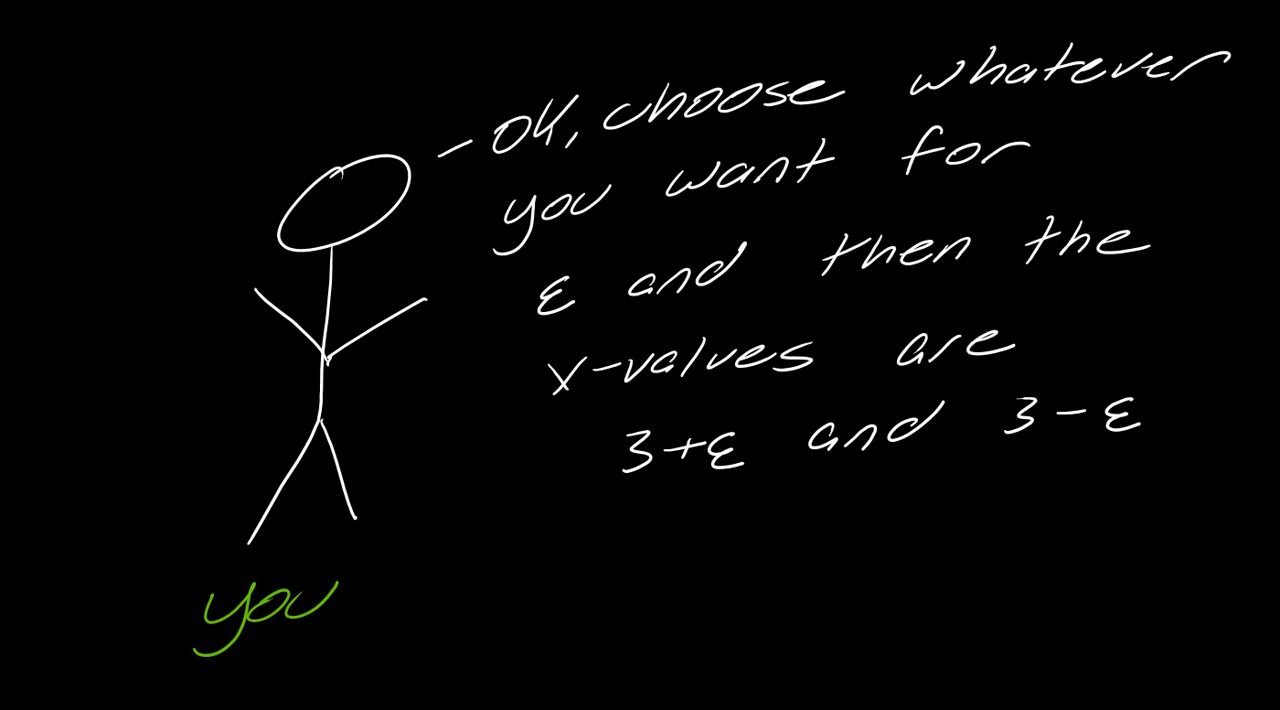 - OK, choose whatever
you want for
ε and then the
x-values are
3+ε and 3-ε
you